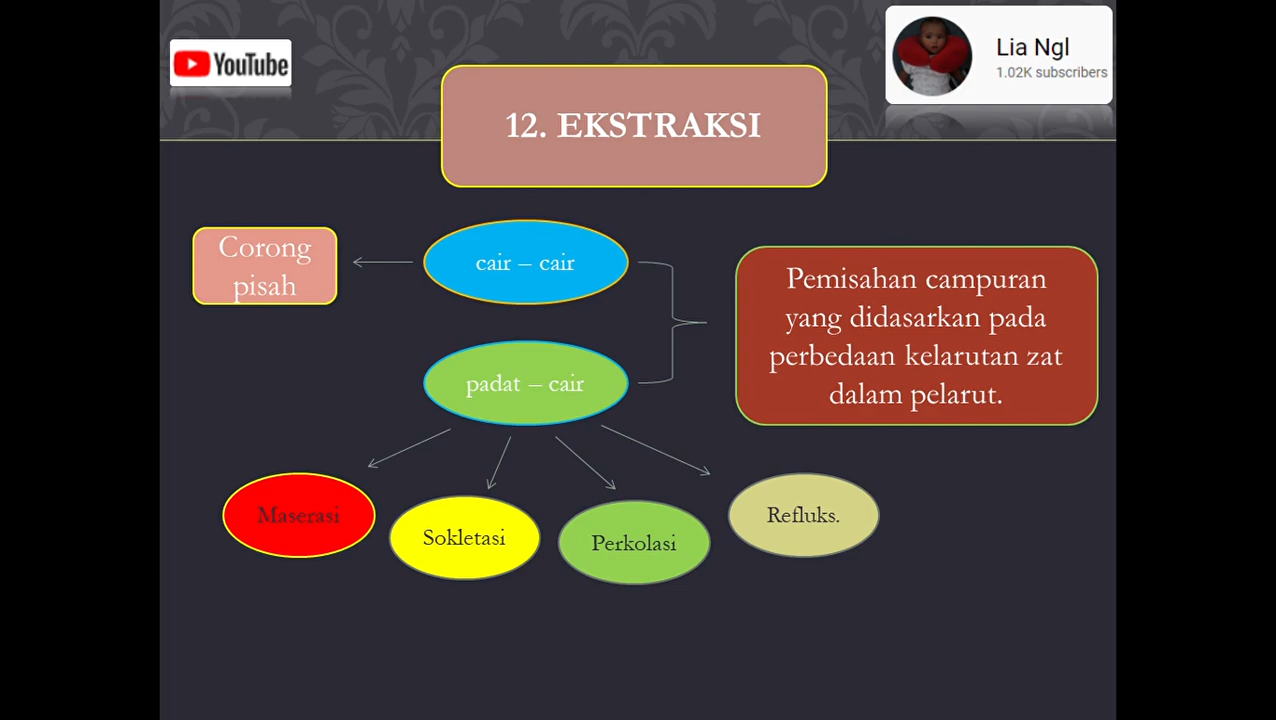 YouTube
Lia Ngl
1.02K subscribers
12. EKSTRAKSI
Corong
pisah
cair – cair
padat – cair
Pemisahan campuran
yang didasarkan pada
perbedaan kelarutan zat
dalam pelarut.
Maserasi
Sokletasi
Perkolasi
Refluks.